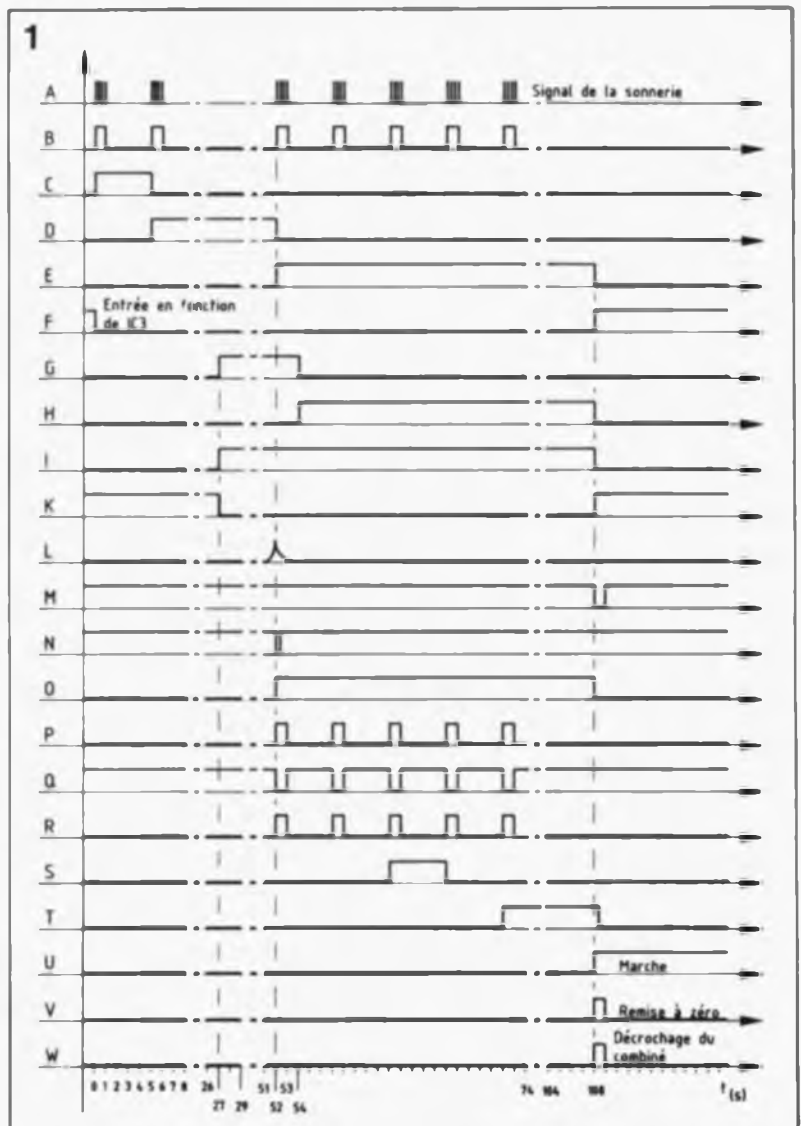 1
A
Signal de la sonnerie
B
C
D
E
F
Entrée en fonction
de IC3
G
H
I
K
L
M
N
O
P
Q
R
S
T
U
Marche
V
Remise à zéro
W
Décrochage du
combiné
0 1 2 3 4 5 6 7 8 26 51 53 74 104 108 t (s)
27 29 52 54